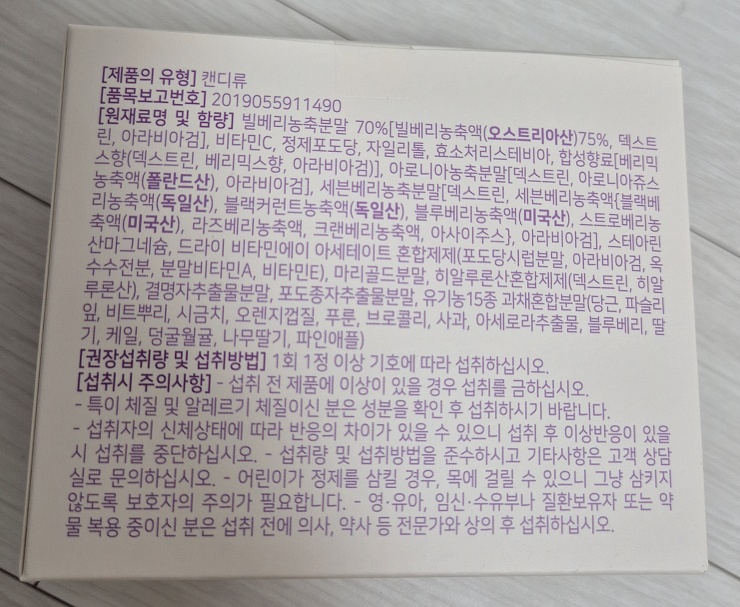 [제품의 유형] 캔디류
[품목보고번호] 2019055911490
[원재료명 및 함량] 빌베리농축분말 70%[빌베리농축액(오스트리아산)75%, 덱스트
린, 아라비아검], 비타민C, 정제포도당, 자일리톨, 효소처리스테비아, 합성향료[베리믹
스향(덱스트린, 베리믹스향, 아라비아검)], 아로니아농축분말[덱스트린, 아로니아쥬스
농축액(폴란드산), 아라비아검], 세븐베리농축분말[덱스트린, 세븐베리농축액{블랙베
리농축액(독일산), 블랙커런트농축액(독일산), 블루베리농축액(미국산), 스트로베리농
축액(미국산), 라즈베리농축액, 크랜베리농축액, 아사이주스}, 아라비아검], 스테아린
산마그네슘, 드라이 비타민에이 아세테이트 혼합제제(포도당시럽분말, 아라비아검, 옥
수수전분, 분말비타민A, 비타민E), 마리골드분말, 히알루론산혼합제제(덱스트린, 히알
루론산), 결명자추출물분말, 포도종자추출물분말, 유기농15종 과채혼합분말(당근, 파슬리
잎, 비트뿌리, 시금치, 오렌지껍질, 푸룬, 브로콜리, 사과, 아세로라추출물, 블루베리, 딸
기, 케일, 덩굴월귤, 나무딸기, 파인애플)
[권장섭취량 및 섭취방법] 1회 1정 이상 기호에 따라 섭취하십시오.
[섭취시 주의사항] - 섭취 전 제품에 이상이 있을 경우 섭취를 금하십시오.
- 특이 체질 및 알레르기 체질이신 분은 성분을 확인 후 섭취하시기 바랍니다.
- 섭취자의 신체상태에 따라 반응의 차이가 있을 수 있으니 섭취 후 이상반응이 있을
시 섭취를 중단하십시오. - 섭취량 및 섭취방법을 준수하시고 기타사항은 고객 상담
실로 문의하십시오. - 어린이가 정제를 삼킬 경우, 목에 걸릴 수 있으니 그냥 삼키지
않도록 보호자의 주의가 필요합니다. - 영·유아, 임신·수유부나 질환보유자 또는 약
물 복용 중이신 분은 섭취 전에 의사, 약사 등 전문가와 상의 후 섭취하십시오.